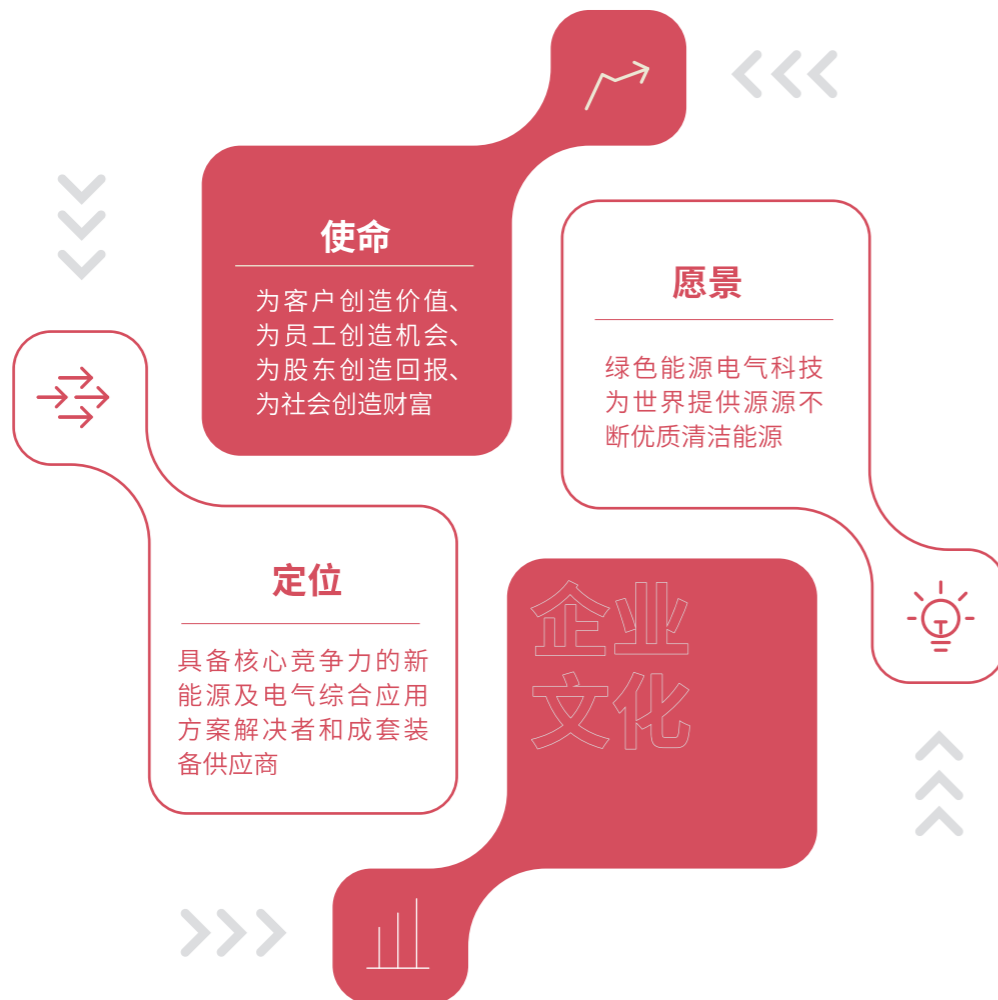 使命
为客户创造价值、
为员工创造机会、
为股东创造回报、
为社会创造财富
愿景
绿色能源电气科技
为世界提供源源不
断优质清洁能源
定位
具备核心竞争力的新
能源及电气综合应用
方案解决者和成套装
备供应商
企业
文化